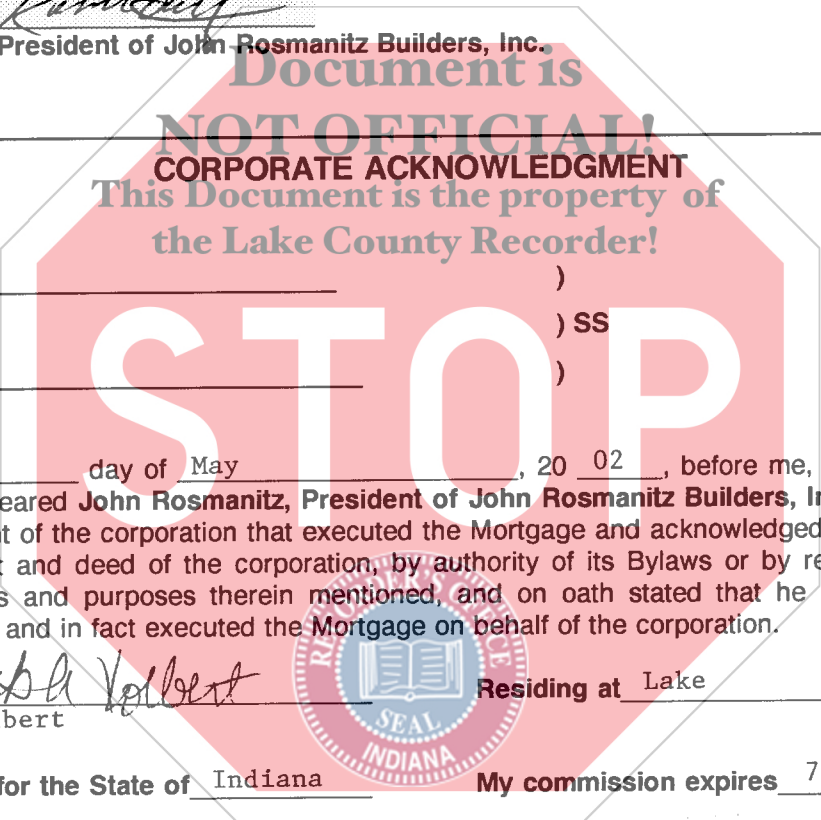 President of John Rosmanitz Builders, Inc.
Document is
NOT OFFICIAL!
CORPORATE ACKNOWLEDGMENT
This Document is the property of
the Lake County Recorder!
)
) SS
)
STOP
day of May, 20 02, before me,
eared John Rosmanitz, President of John Rosmanitz Builders, In
t of the corporation that executed the Mortgage and acknowledged
t and deed of the corporation, by authority of its Bylaws or by re
s and purposes therein mentioned, and on oath stated that he
and in fact executed the Mortgage on behalf of the corporation.
RECORDER'S OFFICE
SEAL
INDIANA
Volbert
Residing at Lake
bert
for the State of Indiana My commission expires 7